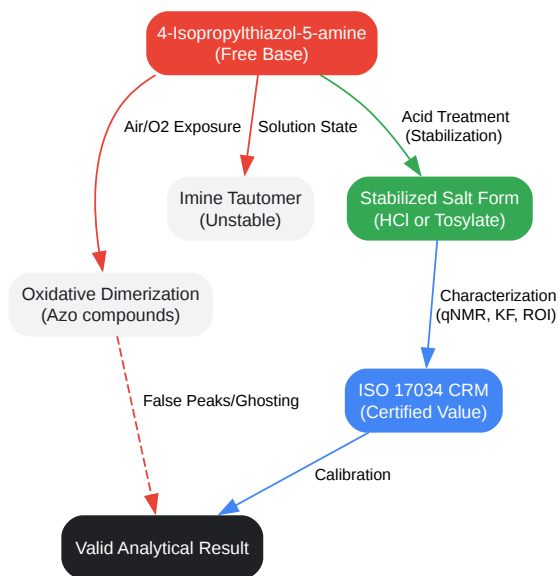 4-Isopropylthiazol-5-amine
(Free Base)
Air/O2 Exposure
Solution State
Acid Treatment
(Stabilization)
Imine Tautomer
(Unstable)
Stabilized Salt Form
(HCl or Tosylate)
Oxidative Dimerization
(Azo compounds)
Characterization
(qNMR, KF, ROI)
False Peaks/Ghosting
ISO 17034 CRM
(Certified Value)
Calibration
Valid Analytical Result